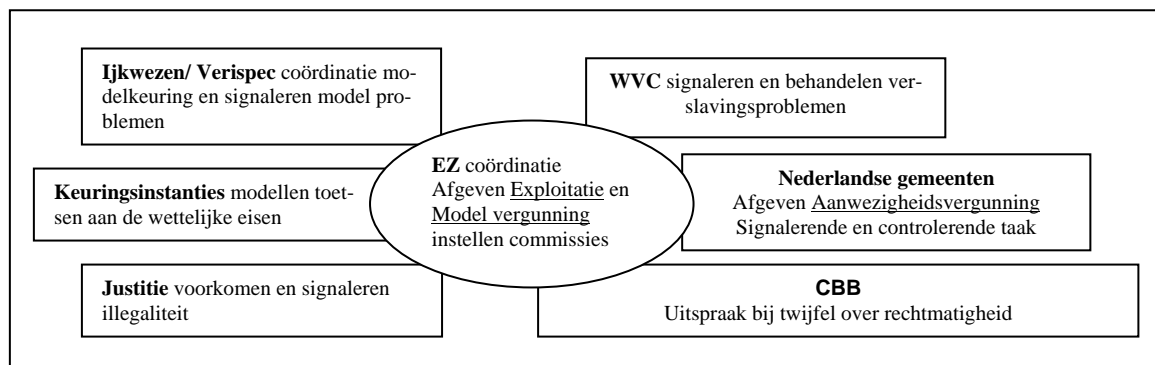 Ijkwezen/ Verispec coördinatie mo-
delkeuring en signaleren model pro-
blemen
WVC signaleren en behandelen ver-
slavingsproblemen
EZ coördinatie
Afgeven Exploitatie en
Model vergunning
instellen commissies
Keuringsinstanties modellen toet-
sen aan de wettelijke eisen
Nederlandse gemeenten
Afgeven Aanwezigheidsvergunning
Signalerende en controlerende taak
Justitie voorkomen en signaleren
illegaliteit
CBB
Uitspraak bij twijfel over rechtmatigheid